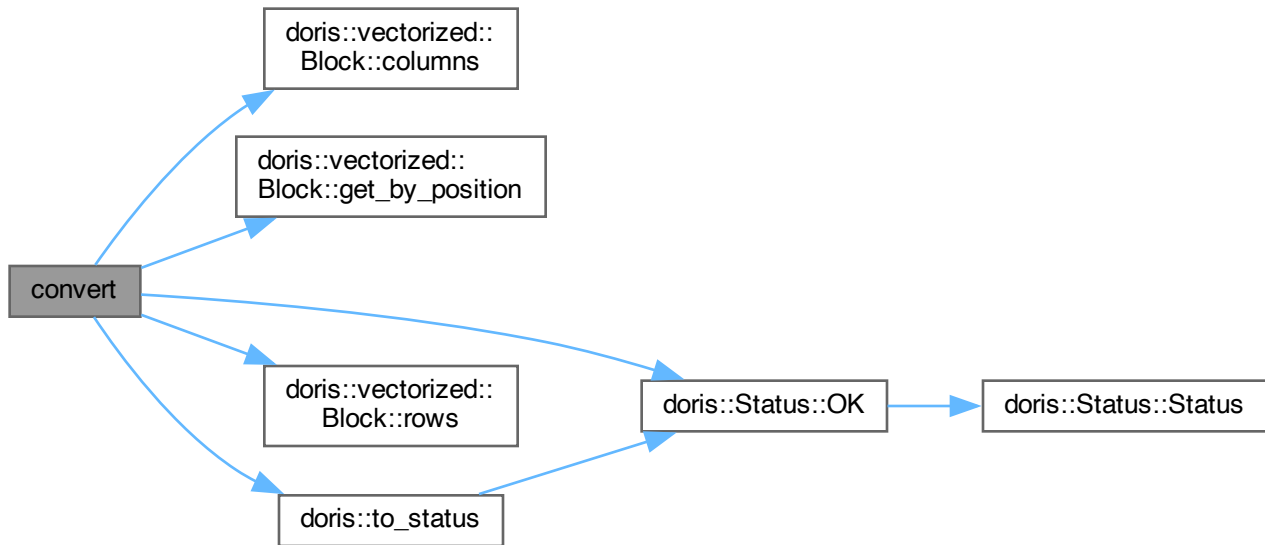 doris::vectorized::
Block::columns
doris::vectorized::
Block::get_by_position
convert
doris::vectorized::
Block::rows
doris::Status::OK
doris::Status::Status
doris::to_status